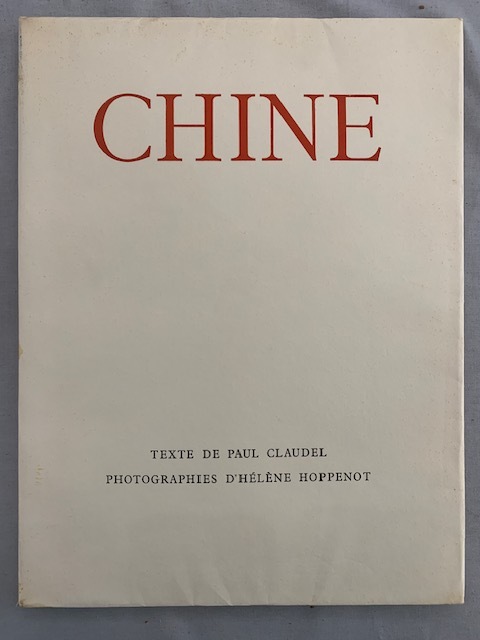 CHINE
TEXTE DE PAUL CLAUDEL
PHOTOGRAPHIES D'HÉLÈNE HOPPENOT